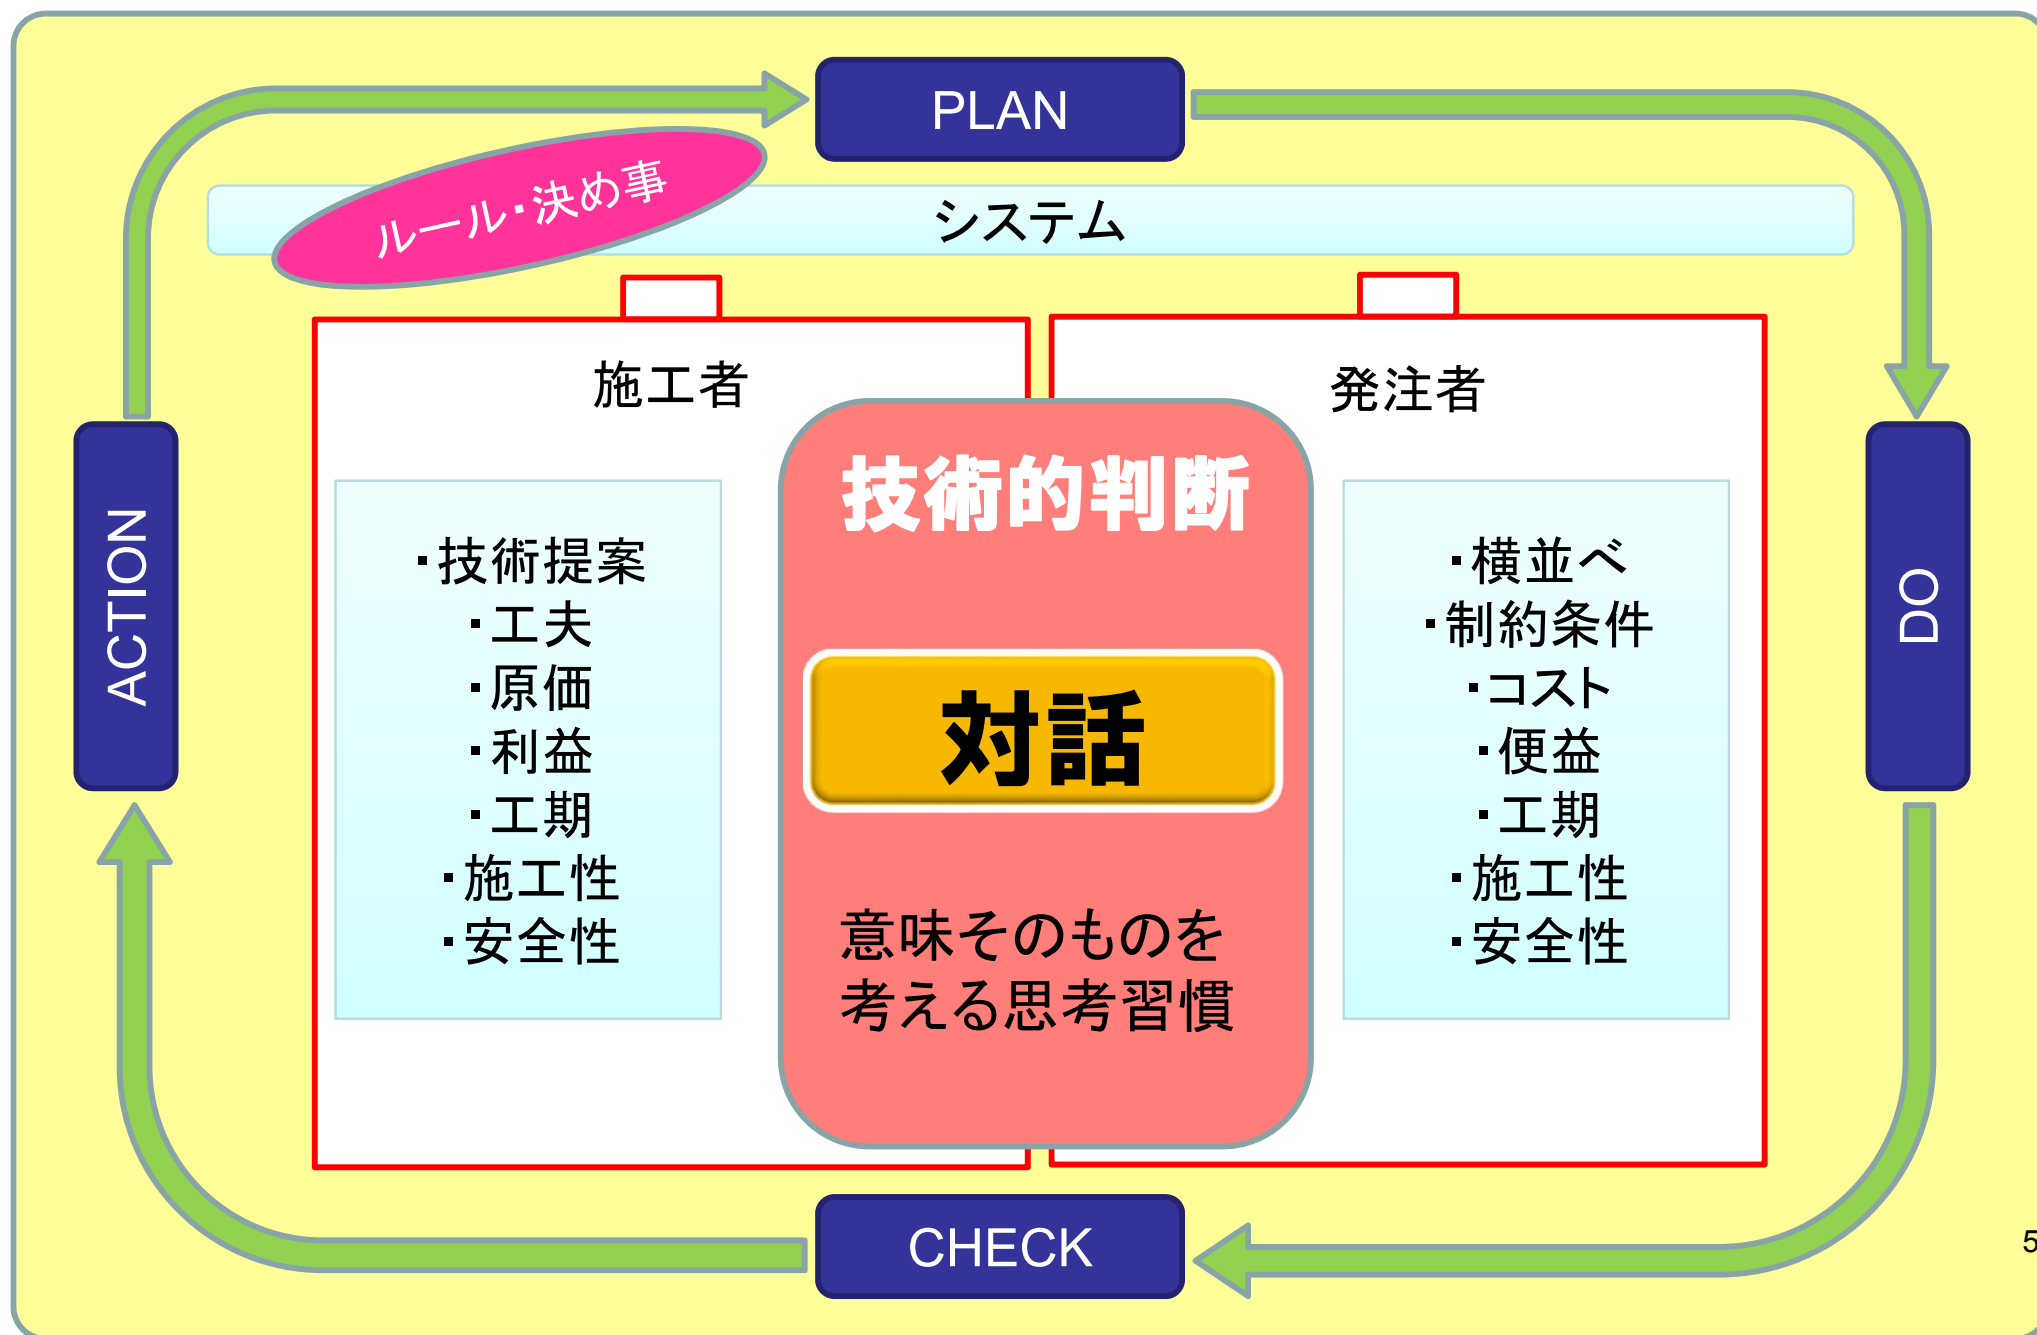 PLAN
ルール・決め事
システム
施工者
発注者
技術的判断
・技術提案
・工夫
・原価
・利益
・工期
・施工性
・安全性
対話
意味そのものを
考える思考習慣
・横並べ
・制約条件
・コスト
・便益
・工期
・施工性
・安全性
ACTION
DO
CHECK
5